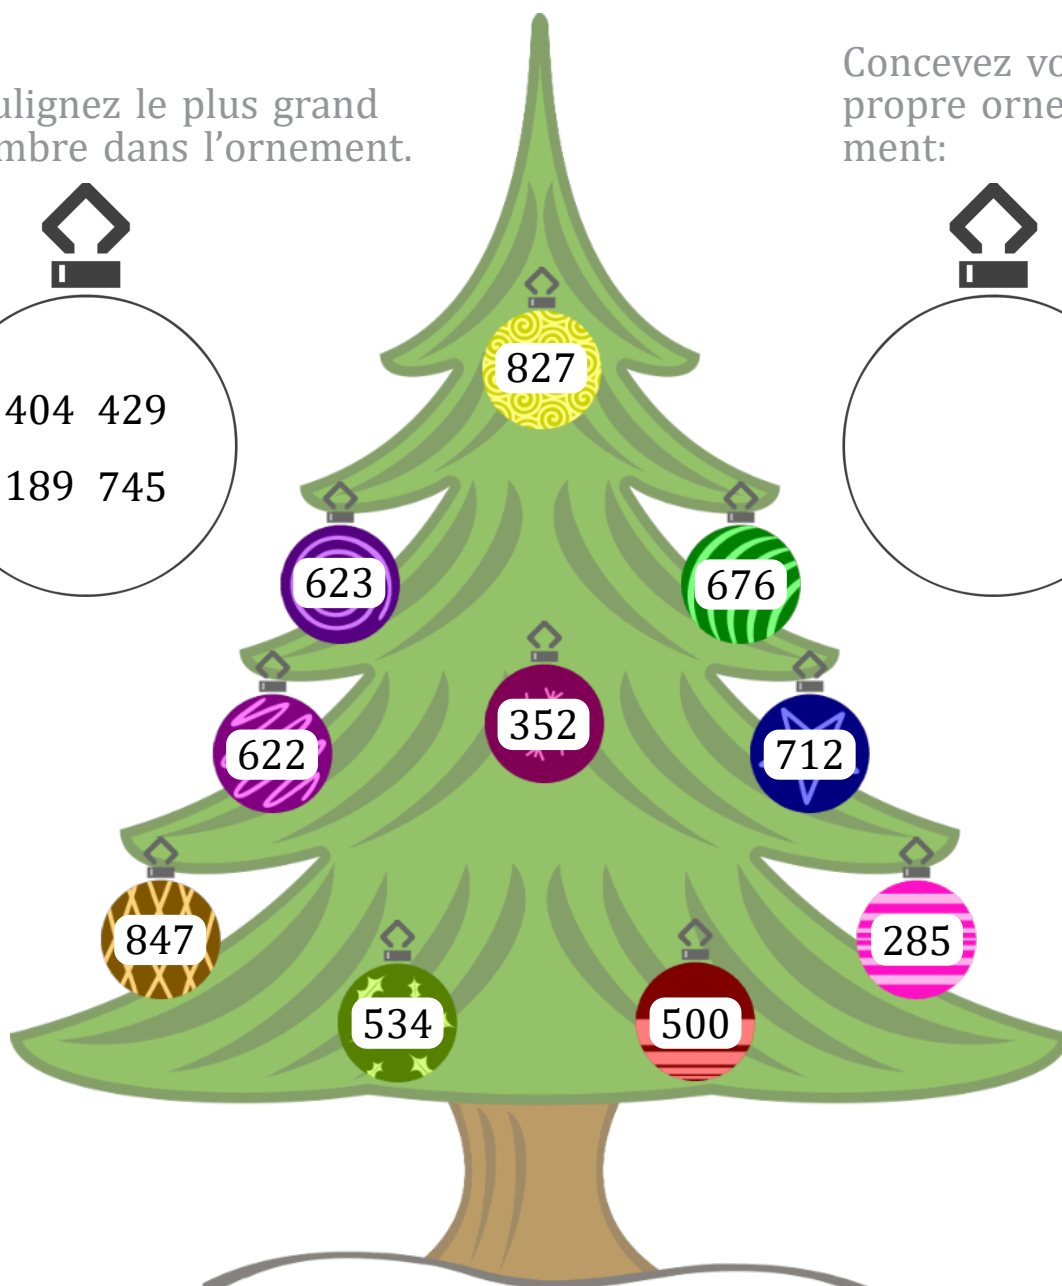 ulignez le plus grand
mbre dans l'ornement.
Concevez vo
propre orne
ment:
404 429
189 745
827
623
676
622
352
712
847
285
534
500